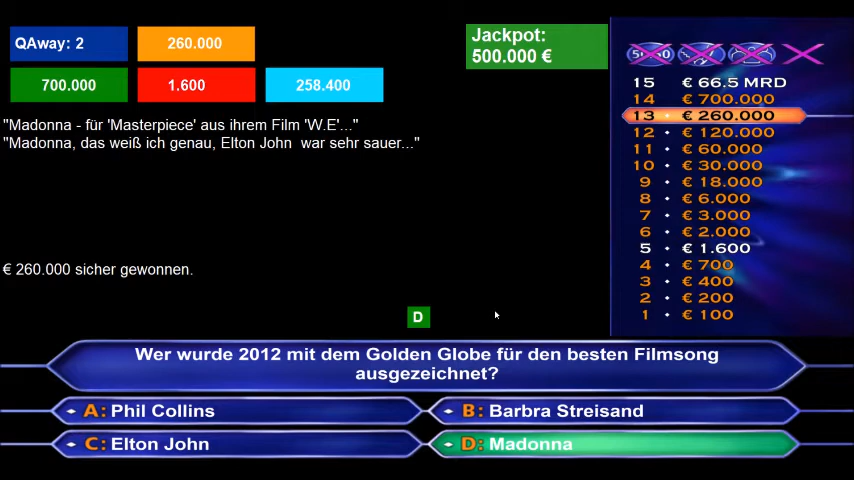 QAway: 2
260.000
Jackpot:
500.000 €
700.000
1.600
258.400
"Madonna - für 'Masterpiece' aus ihrem Film 'W.E'..."
"Madonna, das weiß ich genau, Elton John war sehr sauer..."
€ 260.000 sicher gewonnen.
D
15 € 66.5 MRD
14 € 700.000
13 € 260.000
12 € 120.000
11 € 60.000
10 € 30.000
9 € 18.000
8 € 6.000
7 € 3.000
6 € 2.000
5 € 1.600
4 € 700
3 € 400
2 € 200
1 € 100
Wer wurde 2012 mit dem Golden Globe für den besten Filmsong
ausgezeichnet?
A: Phil Collins
B: Barbra Streisand
C: Elton John
D: Madonna